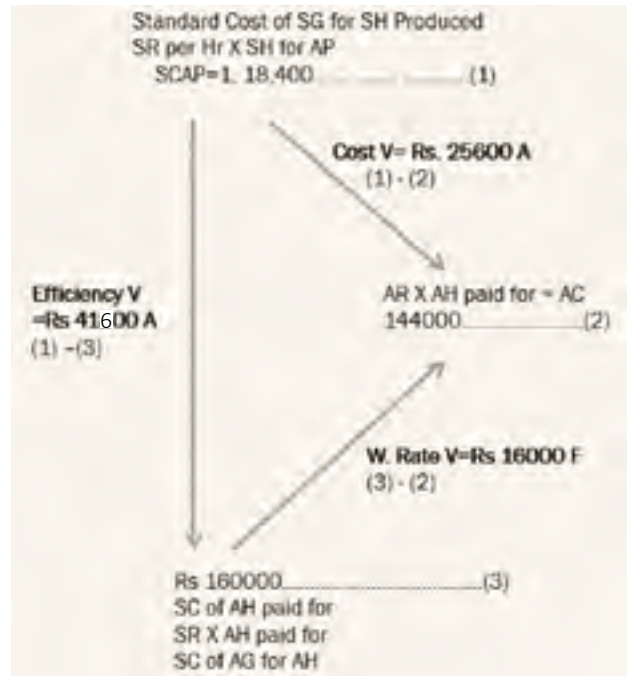 Standard Cost of SG for SH Produced
SR per Hr X SH for AP
SCAP=1. 18,400.................................(1)
Cost V= Rs. 25600 A
(1) - (2)
Efficiency V
=Rs 41600 A
(1) -(3)
AR X AH paid for = AC
144000......................(2)
W. Rate V=Rs 16000 F
(3) - (2)
Rs 160000...................................(3)
SC of AH paid for
SR X AH paid for
SC of AG for AH